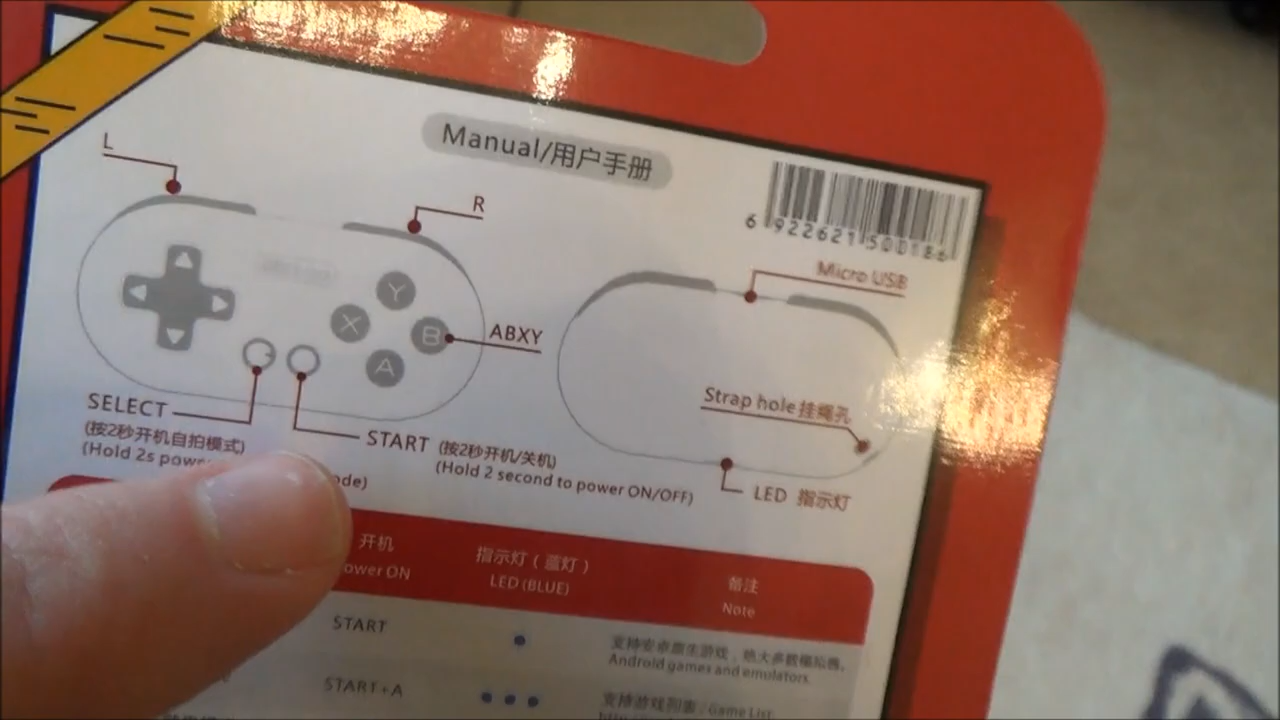 Manual/用户手册
L
R
6 922621 500186
Micro USB
Y
X
B
A
ABXY
Strap hole 挂绳孔
SELECT
(按2秒开机自拍模式)
(Hold 2s
START (按2秒开机/关机)
(Hold 2 second to power ON/OFF)
LED 指示灯
开机
ower ON
指示灯 ( 蓝灯 )
LED (BLUE)
备注
Note
START
支持安卓原生游戏，绝大多数模拟器。
Android games and emulators.
START+A
支持游戏列表 : Game List.